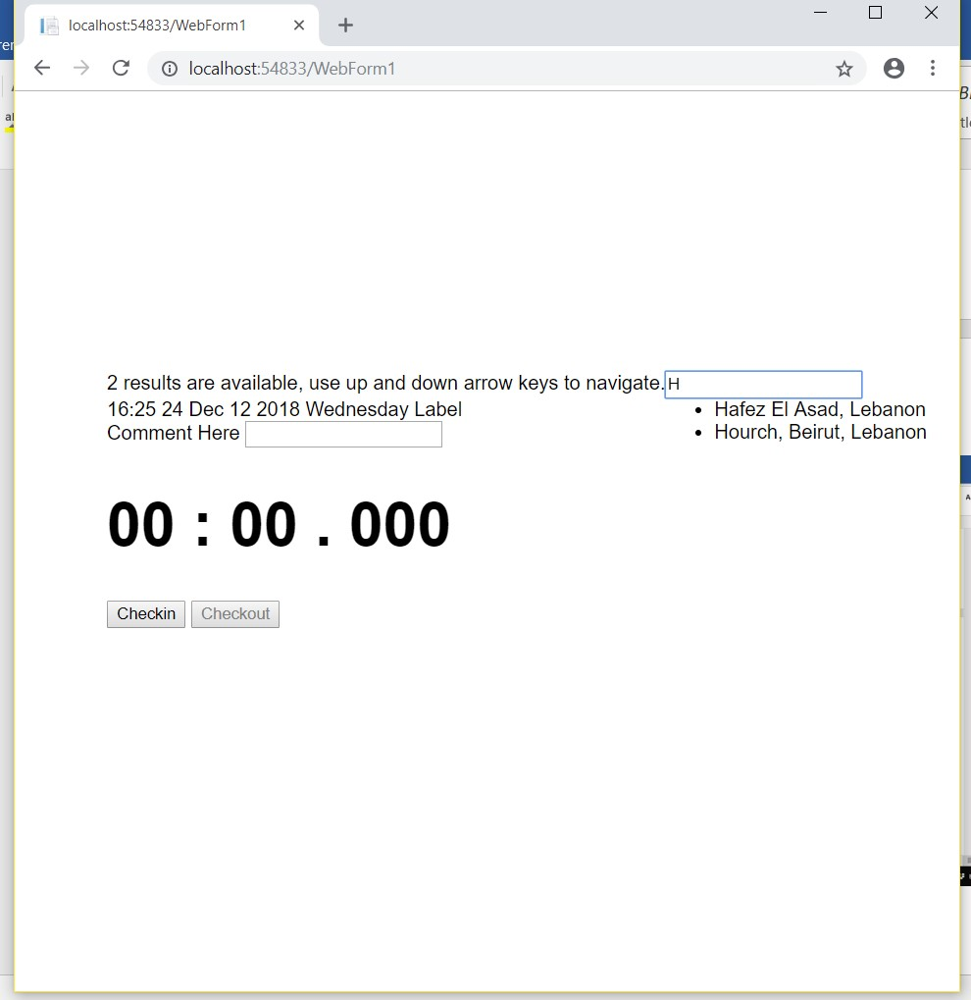 localhost:54833/WebForm1
localhost:54833/WebForm1
2 results are available, use up and down arrow keys to navigate. H
16:25 24 Dec 12 2018 Wednesday Label
• Hafez El Asad, Lebanon
Comment Here
• Hourch, Beirut, Lebanon
00 : 00 . 000
Checkin Checkout